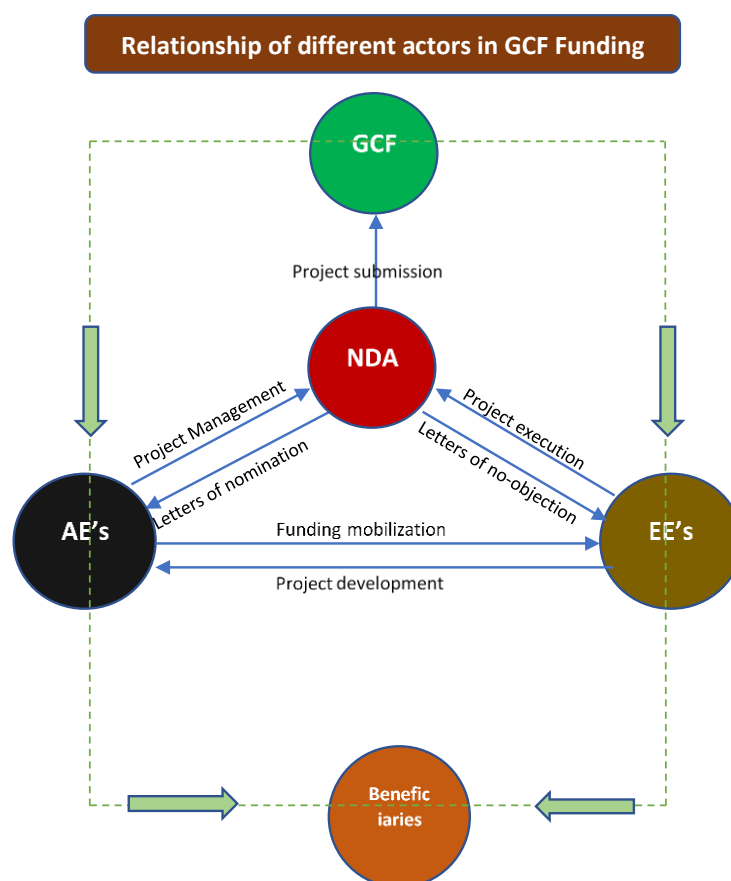 Relationship of different actors in GCF Funding
GCF
Project submission
NDA
Project Management
Letters of nomination
Project execution
Letters of no-objection
AE's
Funding mobilization
EE's
Project development
Benefic
iaries